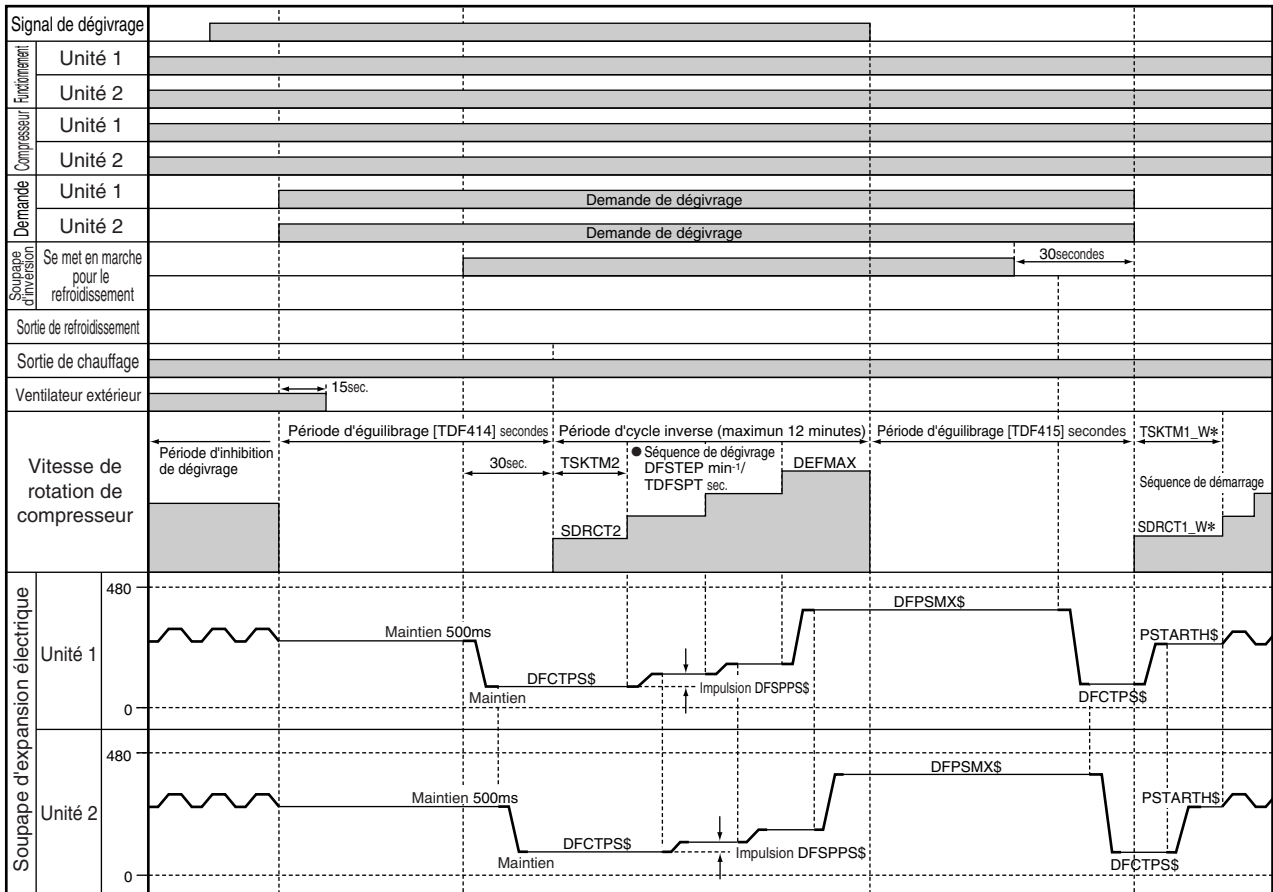 Signal de dégivrage
Functionnement
Unité 1
Unité 2
Compresseur
Unité 1
Unité 2
Demande
Unité 1
Demande de dégivrage
Unité 2
Demande de dégivrage
Soupape
d'inversion
Se met en marche
pour le
refroidissement
30secondes
Sortie de refroidissement
Sortie de chauffage
Ventilateur extérieur
15sec.
Vitesse de
rotation de
compresseur
Période d'inhibition
de dégivrage
Période d'éguilibrage [TDF414] secondes
30sec.
Période d'cycle inverse (maximun 12 minutes)
TSKTM2
● Séquence de dégivrage
DFSTEP min-1/
TDFSPT sec.
DEFMAX
SDRCT2
Période d'éguilibrage [TDF415] secondes
TSKTM1_W*
Séquence de démarrage
SDRCT1_W*
Soupape d'expansion électrique
Unité 1
480
0
Maintien 500ms
Maintien
DFCTPS$
Impulsion DFSPPS$
DFPSMX$
DFCTPS$
PSTARTH$
Unité 2
480
0
Maintien 500ms
Maintien
DFCTPS$
Impulsion DFSPPS$
DFPSMX$
DFCTPS$
PSTARTH$